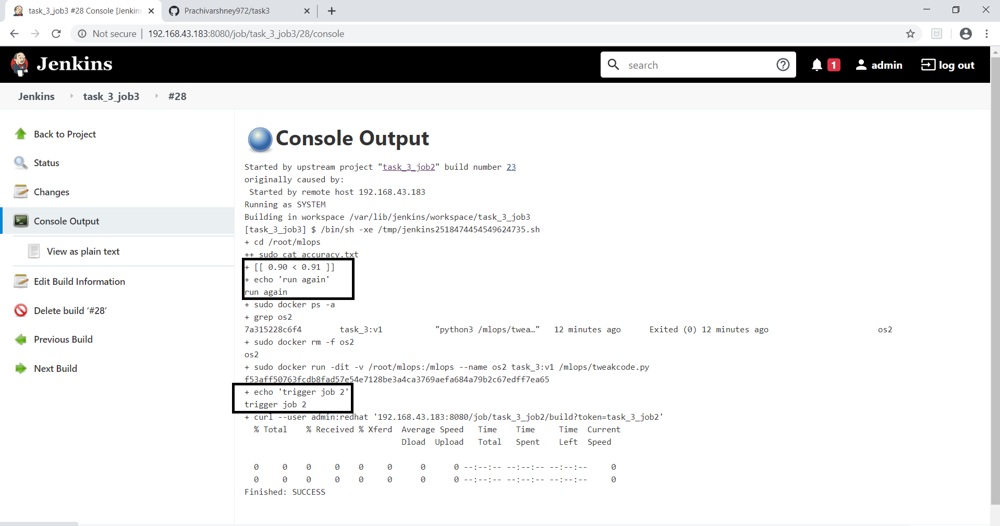 task_3_job3 #28 Console [Jenkins
Prachivarshney972/task3
Not secure | 192.168.43.183:8080/job/task_3_job3/28/console
Jenkins
search
1
admin
log out
Jenkins
task_3_job3
#28
Back to Project
Status
Changes
Console Output
View as plain text
Edit Build Information
Delete build ‘#28’
Previous Build
Next Build
Console Output
Started by upstream project "task_3_job2" build number 23
originally caused by:
 Started by remote host 192.168.43.183
Running as SYSTEM
Building in workspace /var/lib/jenkins/workspace/task_3_job3
[task_3_job3] $ /bin/sh -xe /tmp/jenkins2518474454549624735.sh
+ cd /root/mlops
++ sudo cat accuracy.txt
+ [[ 0.90 < 0.91 ]]
+ echo 'run again'
run again
+ sudo docker ps -a
+ grep os2
7a315228c6f4        task_3:v1           "python3 /mlops/twea…"   12 minutes ago      Exited (0) 12 minutes ago                       os2
+ sudo docker rm -f os2
os2
+ sudo docker run -dit -v /root/mlops:/mlops --name os2 task_3:v1 /mlops/tweakcode.py
f53aff50763fcdb8fad57e54e7128be3a4ca3769aefa684a79b2c67edff7ea65
+ echo 'trigger job 2'
trigger job 2
+ curl --user admin:redhat '192.168.43.183:8080/job/task_3_job2/build?token=task_3_job2'
  % Total    % Received % Xferd  Average Speed   Time    Time     Time  Current
                                 Dload  Upload   Total   Spent    Left  Speed
  0     0    0     0    0     0      0      0 --:--:-- --:--:-- --:--:--     0
  0     0    0     0    0     0      0      0 --:--:-- --:--:-- --:--:--     0
Finished: SUCCESS